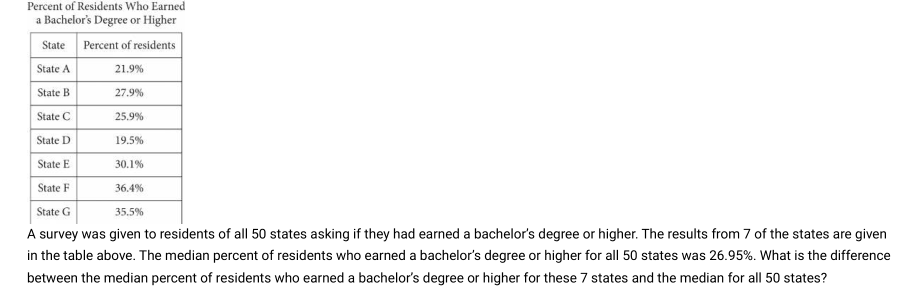 Percent of Residents Who Earned
a Bachelor's Degree or Higher
State Percent of residents
State A 21.9%
State B 27.9%
State C 25.9%
State D 19.5%
State E 30.1%
State F 36.4%
State G 35.5%
A survey was given to residents of all 50 states asking if they had earned a bachelor's degree or higher. The results from 7 of the states are given
in the table above. The median percent of residents who earned a bachelor's degree or higher for all 50 states was 26.95%. What is the difference
between the median percent of residents who earned a bachelor's degree or higher for these 7 states and the median for all 50 states?